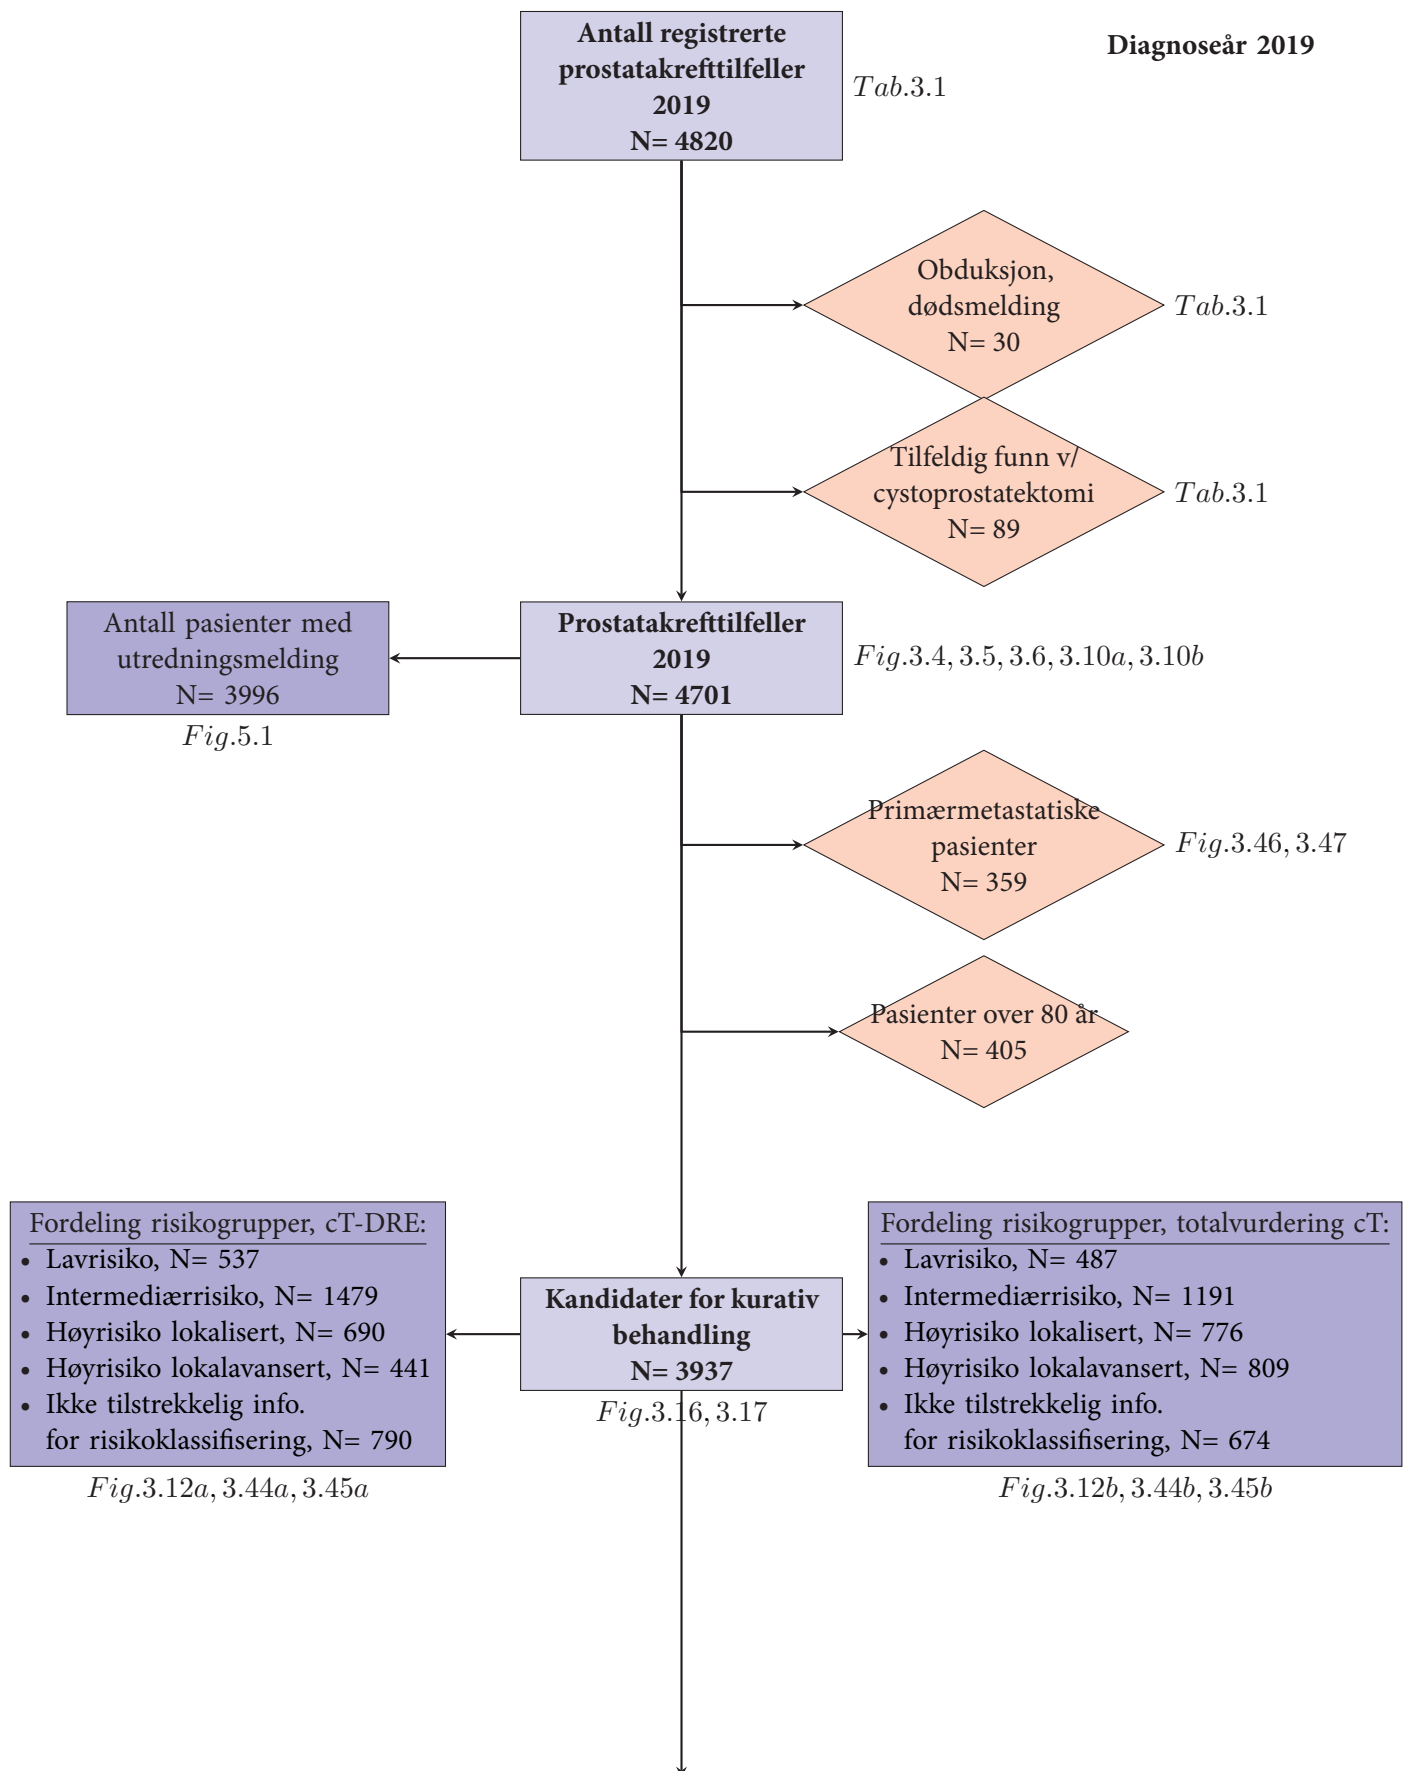 Antall registrerte
prostatakrefttilfeller
2019
N= 4820
Tab.3.1
Diagnoseår 2019
Obduksjon,
dødsmelding
N= 30
Tab.3.1
Tilfeldig funn v/
cystoprostatektomi
N= 89
Tab.3.1
Antall pasienter med
utredningsmelding
N= 3996
Fig.5.1
Prostatakrefttilfeller
2019
N= 4701
Fig.3.4, 3.5, 3.6, 3.10a, 3.10b
Primærmetastatiske
pasienter
N= 359
Fig.3.46, 3.47
Pasienter over 80 år
N= 405
Fordeling risikogrupper, cT-DRE:
• Lavrisiko, N= 537
• Intermediærrisiko, N= 1479
• Høyrisiko lokalisert, N= 690
• Høyrisiko lokalavansert, N= 441
• Ikke tilstrekkelig info.
for risikoklassifisering, N= 790
Fig.3.12a, 3.44a, 3.45a
Kandidater for kurativ
behandling
N= 3937
Fig.3.16, 3.17
Fordeling risikogrupper, totalvurdering cT:
• Lavrisiko, N= 487
• Intermediærrisiko, N= 1191
• Høyrisiko lokalisert, N= 776
• Høyrisiko lokalavansert, N= 809
• Ikke tilstrekkelig info.
for risikoklassifisering, N= 674
Fig.3.12b, 3.44b, 3.45b